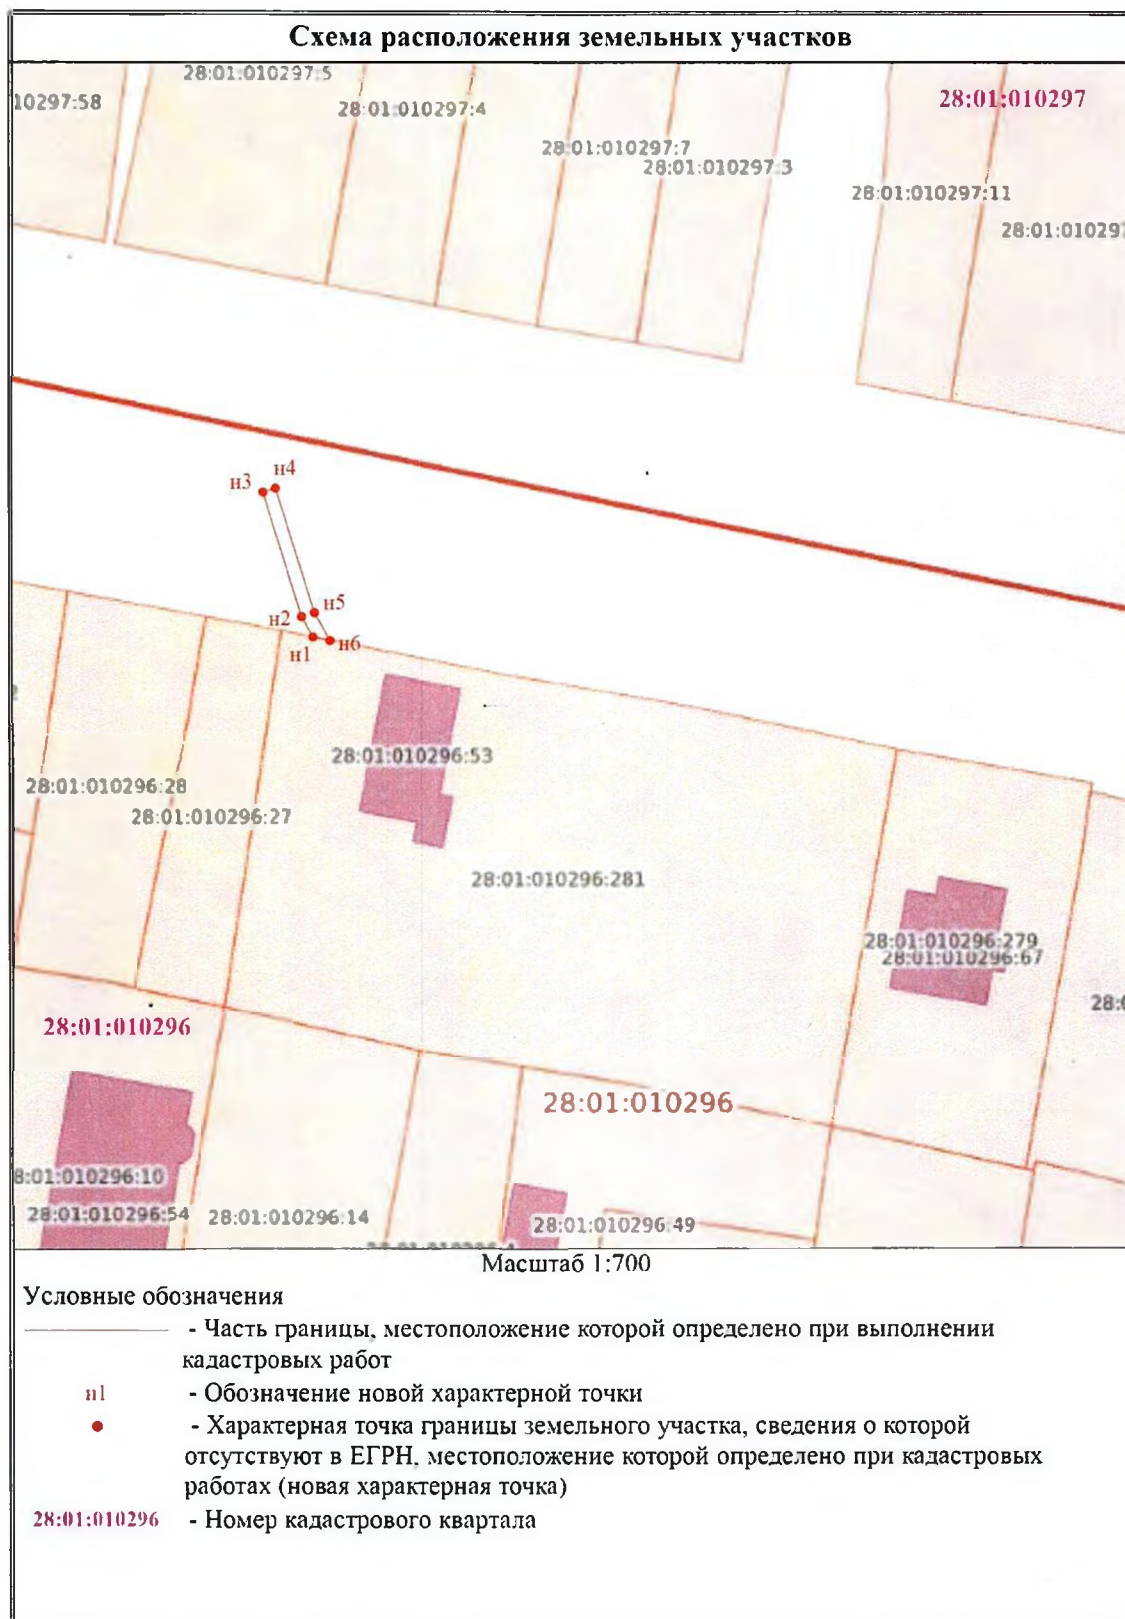 Схема расположения земельных участков
28:01:010297:5
10297:58
28:01:010297:4
28:01:010297
28:01:010297:7
28:01:010297:3
28:01:010297:11
28:01:010297
н4
н3
н5
н2
н1
н6
28:01:010296:53
28:01:010296:28
28:01:010296:27
28:01:010296:281
28:01:010296:279
28:01:010296:67
28:0
28:01:010296
28:01:010296
8:01:010296:10
28:01:010296:54
28:01:010296:14
28:01:010296:49
Масштаб 1:700
Условные обозначения
- Часть границы, местоположение которой определено при выполнении
кадастровых работ
н1 - Обозначение новой характерной точки
- Характерная точка границы земельного участка, сведения о которой
отсутствуют в ЕГРН, местоположение которой определено при кадастровых
работах (новая характерная точка)
28:01:010296 - Номер кадастрового квартала